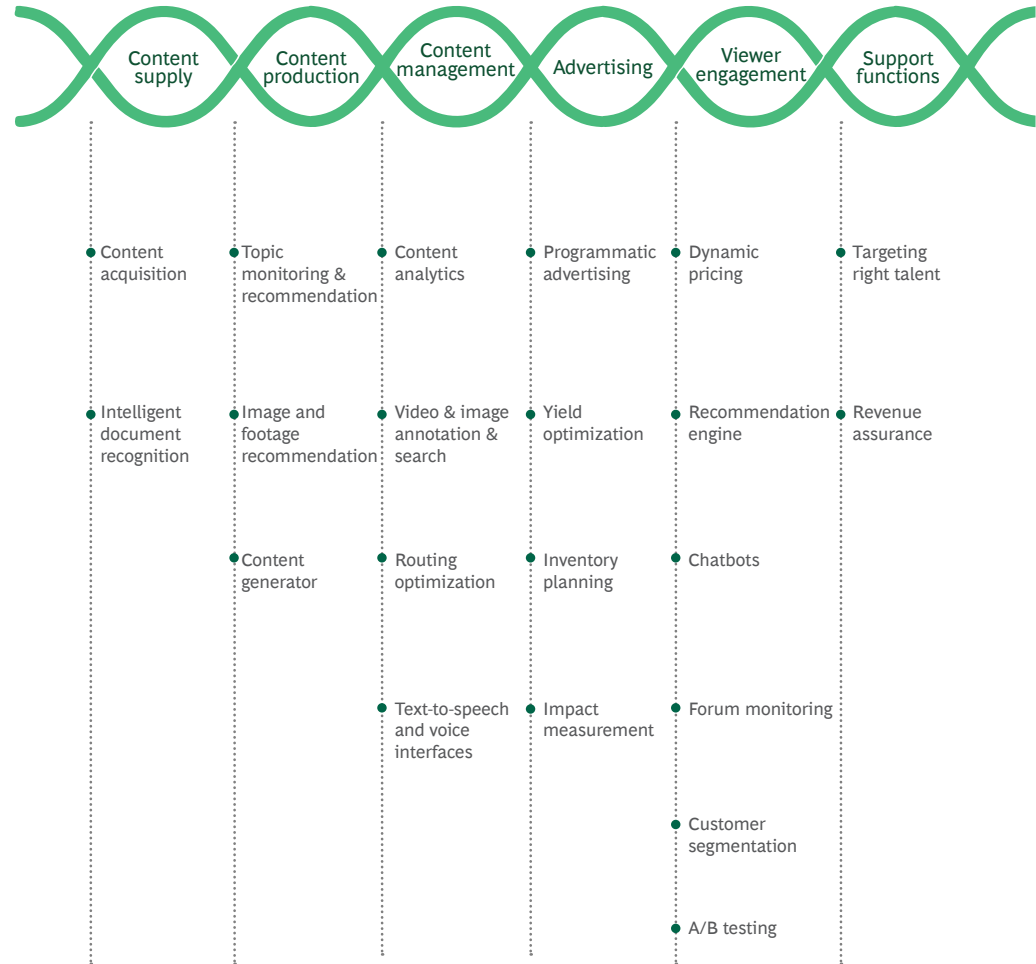 Content
supply
Content
production
Content
management
Advertising
Viewer
engagement
Support
functions
Content
acquisition
Intelligent
document
recognition
Topic
monitoring &
recommendation
Image and
footage
recommendation
Content
generator
Content
analytics
Video & image
annotation &
search
Routing
optimization
Text-to-speech
and voice
interfaces
Programmatic
advertising
Yield
optimization
Inventory
planning
Impact
measurement
Dynamic
pricing
Recommendation
engine
Chatbots
Forum monitoring
Customer
segmentation
A/B testing
Targeting
right talent
Revenue
assurance